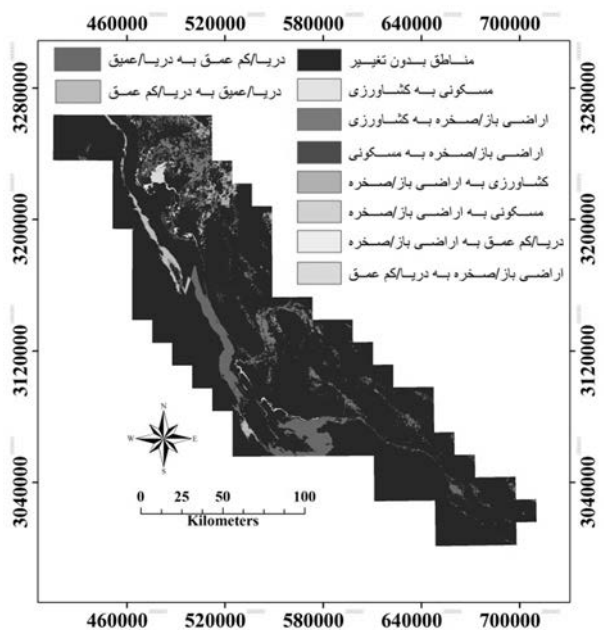 460000 520000 580000 640000 700000
3280000
3200000
3120000
3040000
3280000
3200000
3120000
3040000
مناطق بدون تغییر
مسکونی به کشاورزی
اراضی باز/صخره به کشاورزی
اراضی باز/صخره به مسکونی
کشاورزی به اراضی باز/صخره
مسکونی به اراضی باز/صخره
دریا/کم عمق به اراضی باز/صخره
اراضی باز/صخره به دریا/کم عمق
دریا/کم عمق به دریا/عمیق
دریا/عمیق به دریا/کم عمق
N
W E
S
0 25 50 100
Kilometers
460000 520000 580000 640000 700000